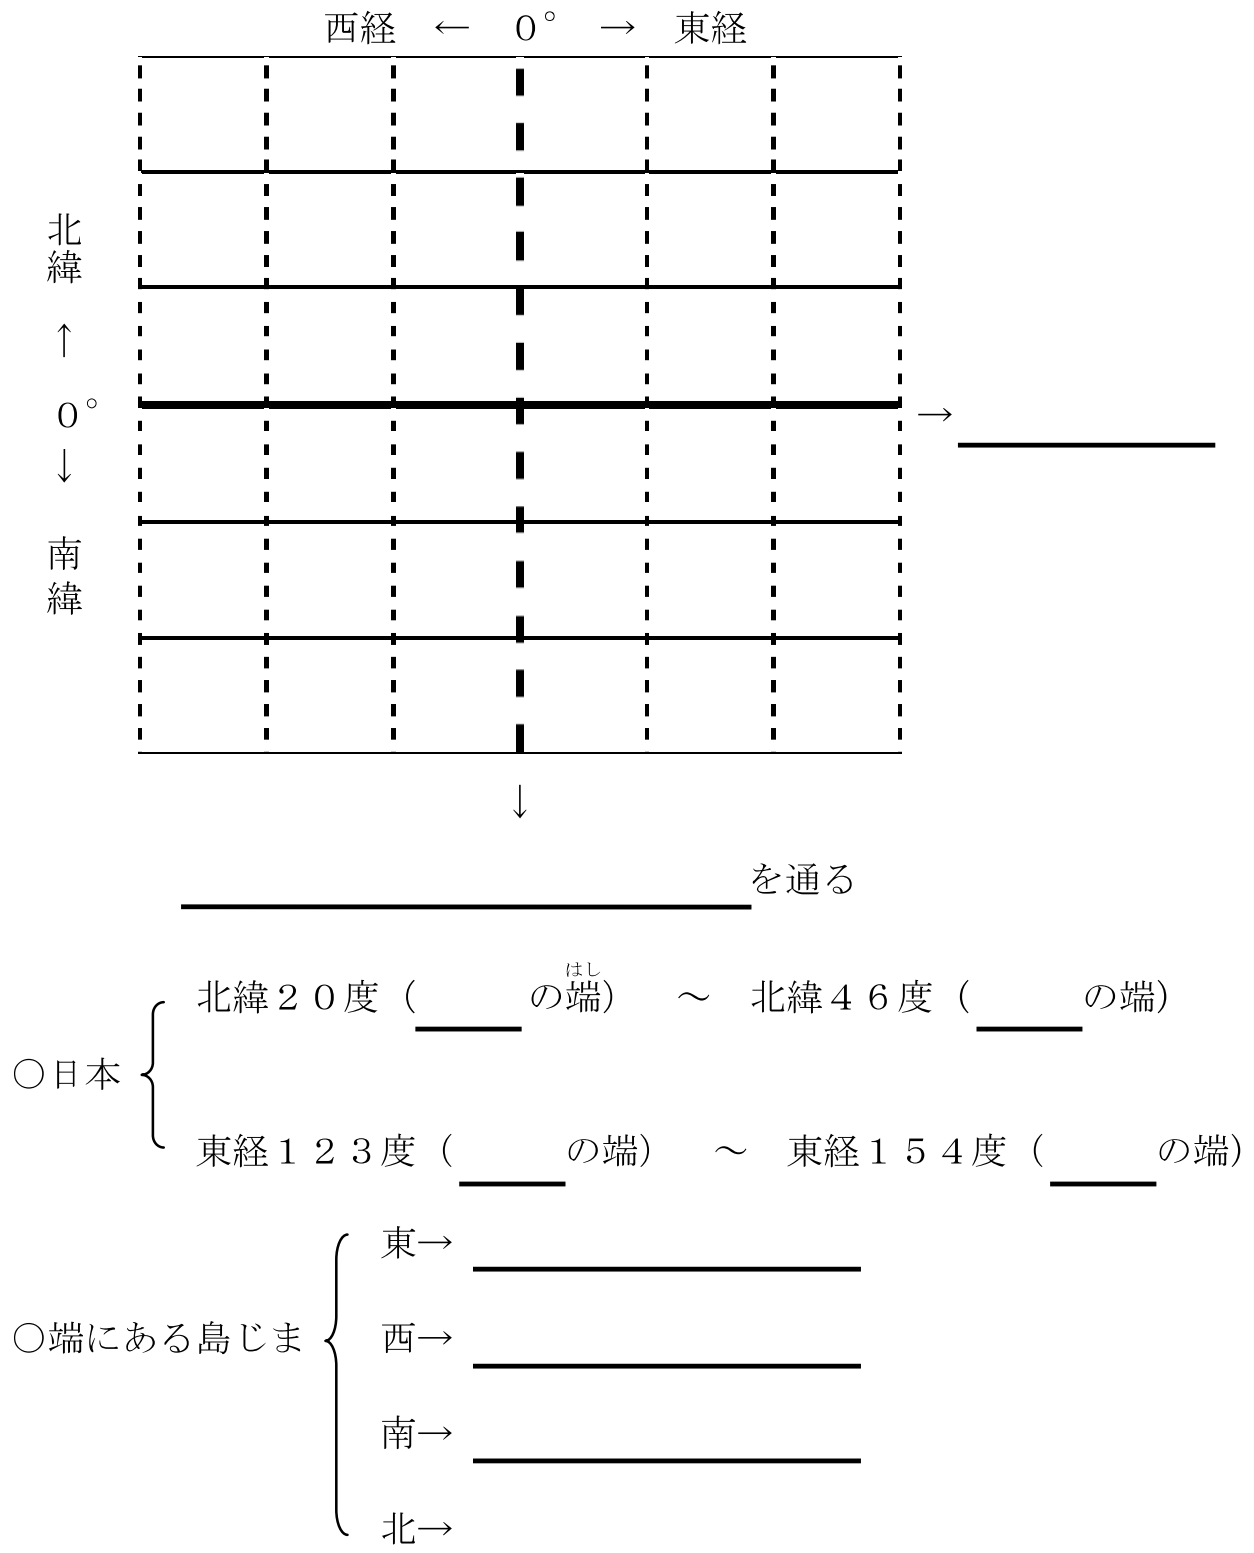 西経 ← ０° → 東経
北緯
↑
０°
↓
南緯
→
↓
を通る
はし
北緯２０度（ の端） ～ 北緯４６度（ の端）
○日本
東経１２３度（ の端） ～ 東経１５４度（ の端）
東→
○端にある島じま
西→
南→
北→